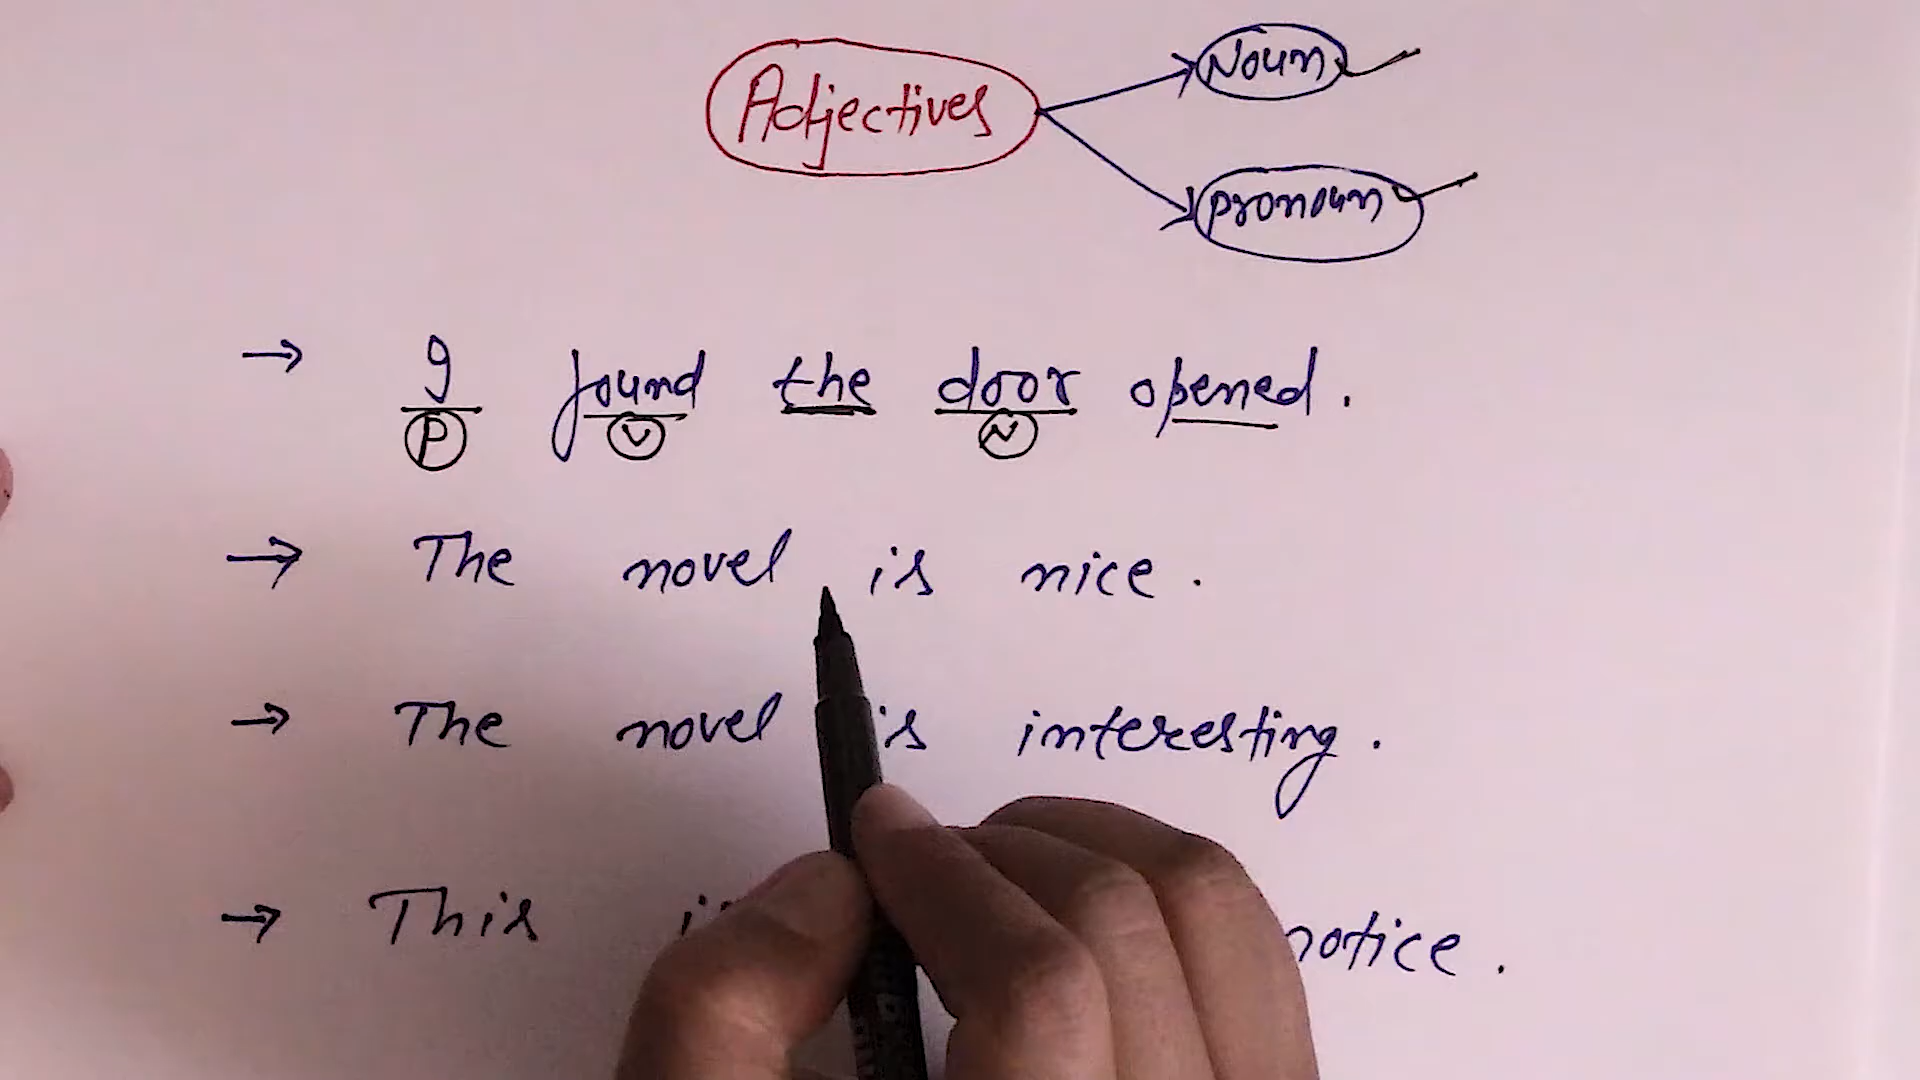 Adjectives
Noun
pronoun
→ I found the door opened.
P V N
→ The novel is nice.
→ The novel is interesting.
→ This notice.